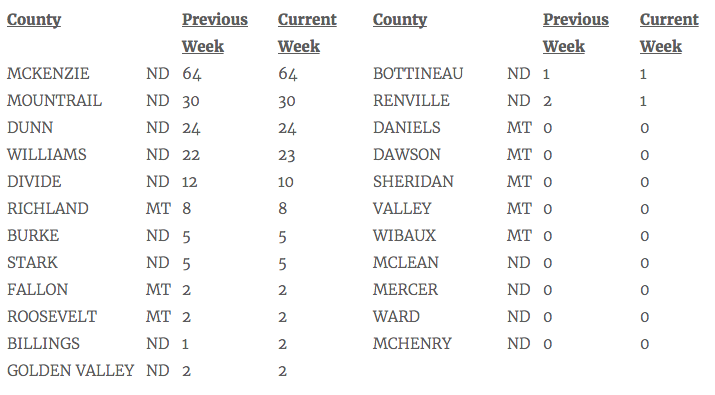 County Previous Week Current Week County Previous Week Current Week
MCKENZIE ND 64 64 BOTTINEAU ND 1 1
MOUNTRAIL ND 30 30 RENVILLE ND 2 1
DUNN ND 24 24 DANIELS MT 0 0
WILLIAMS ND 22 23 DAWSON MT 0 0
DIVIDE ND 12 10 SHERIDAN MT 0 0
RICHLAND MT 8 8 VALLEY MT 0 0
BURKE ND 5 5 WIBAUX MT 0 0
STARK ND 5 5 MCLEAN ND 0 0
FALLON MT 2 2 MERCER ND 0 0
ROOSEVELT MT 2 2 WARD ND 0 0
BILLINGS ND 1 2 MCHENRY ND 0 0
GOLDEN VALLEY ND 2 2